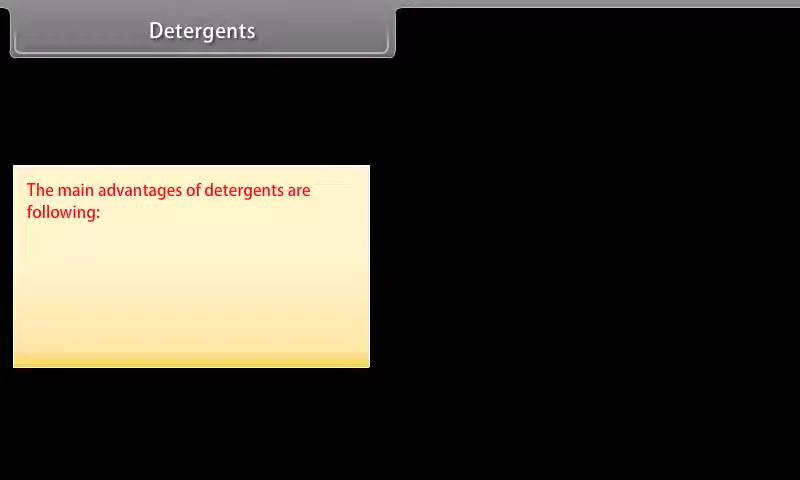 Detergents
The main advantages of detergents are
following: